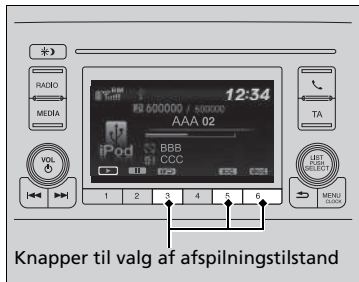 RADIO
MEDIA
VOL
12:34
600000 / 600000
AAA 02
iPod
BBB
CCC
TA
LIST
PUSH
SELECT
MENU
CLOCK
1 2 3 4 5 6
Knapper til valg af afspilningstilstand